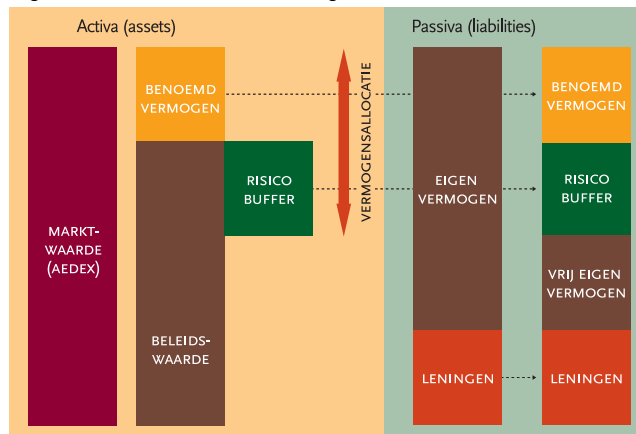 Activa (assets)
Passiva (liabilities)
BENOEMD
VERMOGEN
BENOEMD
VERMOGEN
VERMOGENSALLOCATIE
RISICO
BUFFER
EIGEN
VERMOGEN
RISICO
BUFFER
MARKT-
WAARDE
(AEDEX)
VRIJ EIGEN
VERMOGEN
BELEIDS-
WAARDE
LENINGEN
LENINGEN